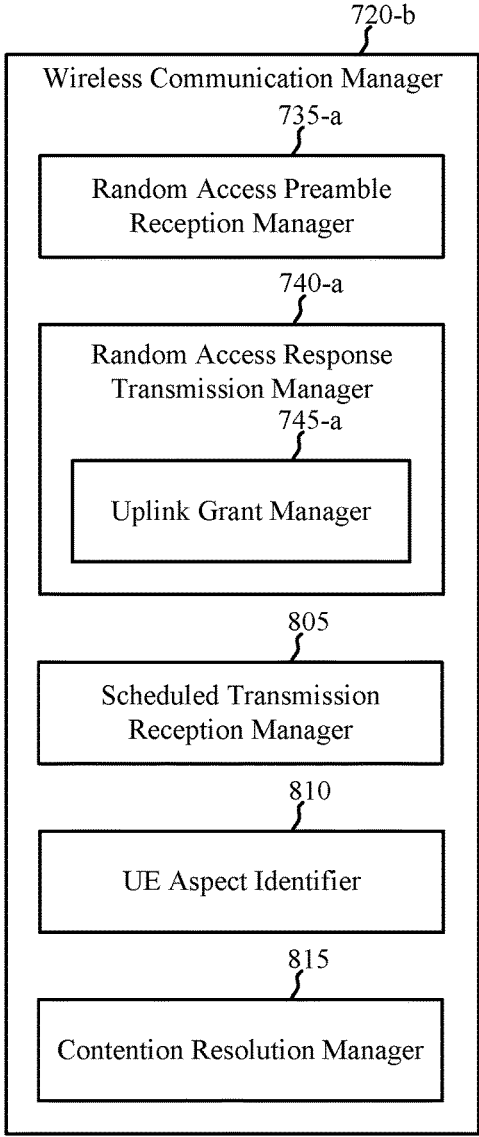 720-b
Wireless Communication Manager
735-a
Random Access Preamble
Reception Manager
740-a
Random Access Response
Transmission Manager
745-a
Uplink Grant Manager
805
Scheduled Transmission
Reception Manager
810
UE Aspect Identifier
815
Contention Resolution Manager